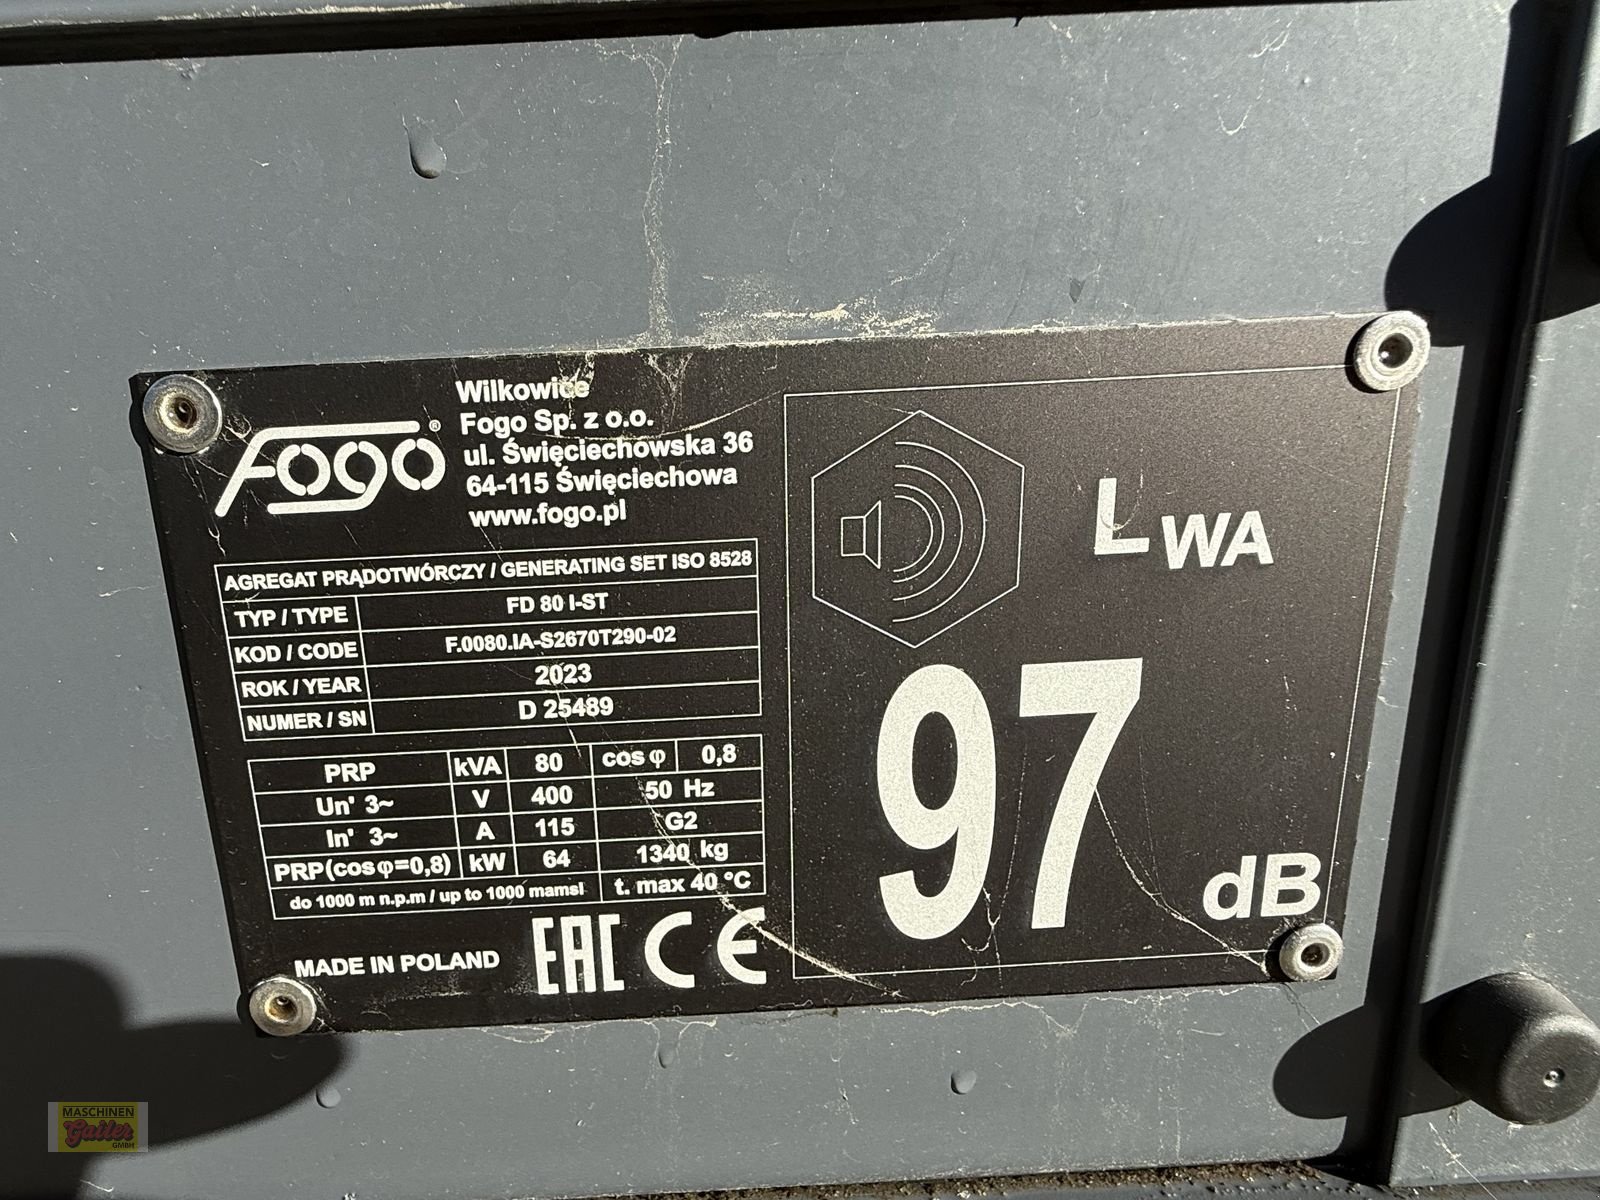 Fogo®
Wilkowice
Fogo Sp. z o.o.
ul. Święciechowska 36
64-115 Święciechowa
www.fogo.pl
AGREGAT PRĄDOTWÓRCZY / GENERATING SET ISO 8528
TYP / TYPE FD 80 I-ST
KOD / CODE F.0080.IA-S2670T290-02
ROK / YEAR 2023
NUMER / SN D 25489
PRP kVA 80 cos φ 0,8
Un' 3~ V 400 50 Hz
In' 3~ A 115 G2
PRP(cos φ=0,8) kW 64 1340 kg
do 1000 m n.p.m / up to 1000 mamsl t. max 40 °C
MADE IN POLAND EAC CE
LWA
97
dB
MASCHINEN
Gailer
GMBH